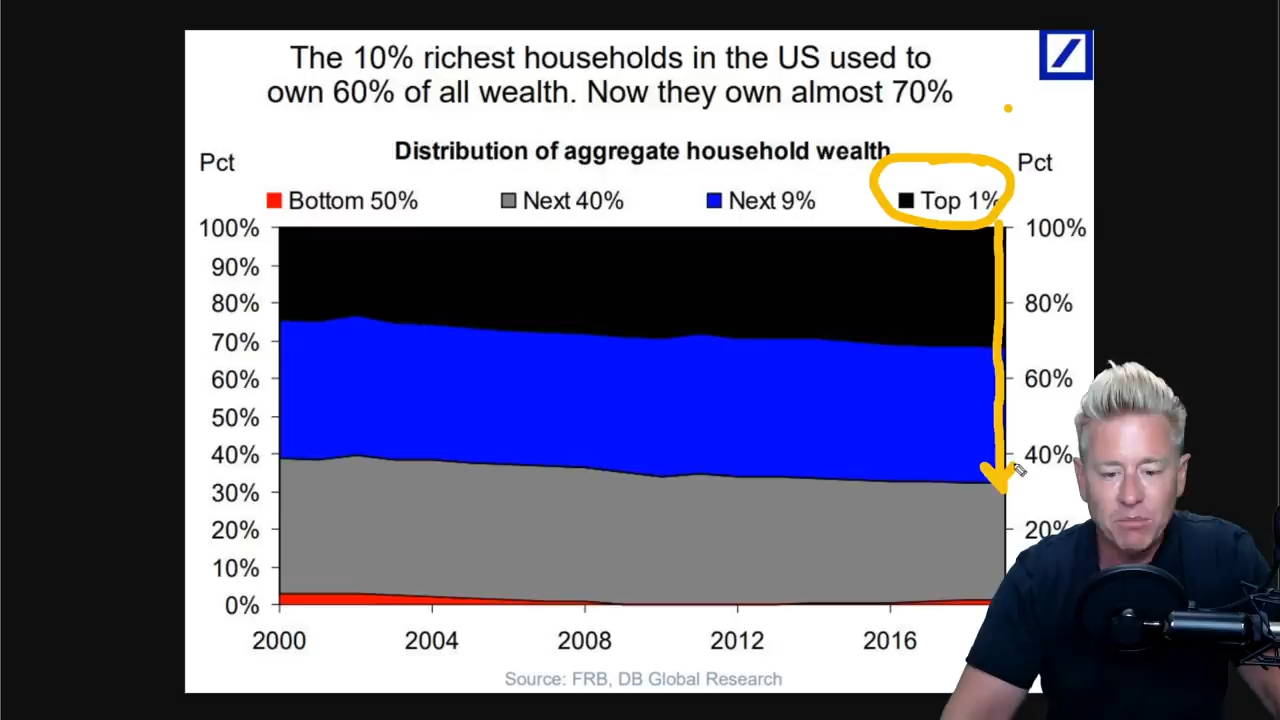 The 10% richest households in the US used to
own 60% of all wealth. Now they own almost 70%
Distribution of aggregate household wealth
Pct
Pct
Bottom 50%
Next 40%
Next 9%
Top 1%
100%
90%
80%
70%
60%
50%
40%
30%
20%
10%
0%
100%
80%
60%
40%
20%
2000
2004
2008
2012
2016
Source: FRB, DB Global Research